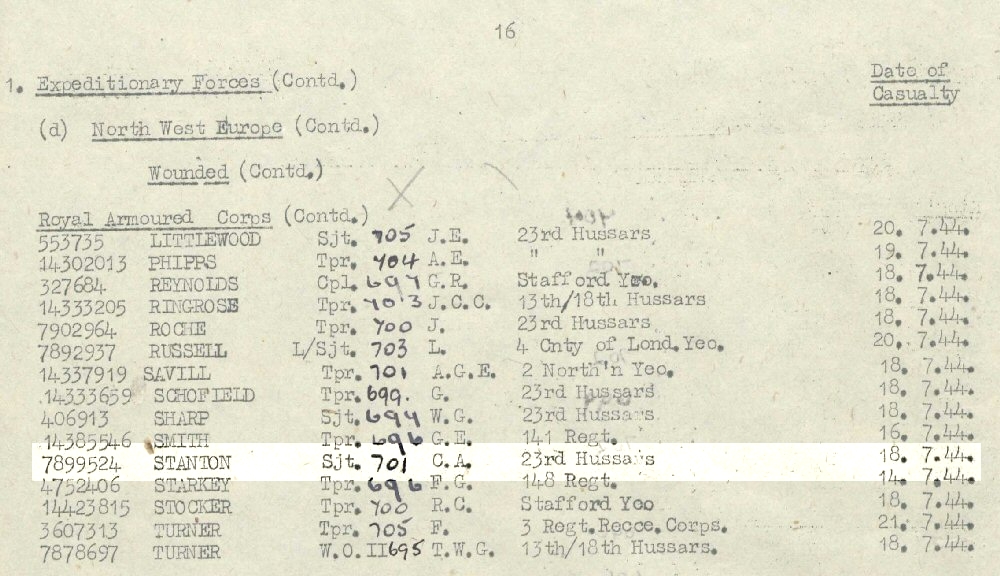 16
1. Expeditionary Forces (Contd.)
Date of
Casualty
(d) North West Europe (Contd.)
Wounded (Contd.)
Royal Armoured Corps (Contd.)
553735 LITTLEWOOD Sjt. 705 J.E. 23rd Hussars 20. 7.44.
14302013 PHIPPS Tpr. 704 A.E. " " 19. 7.44.
327684 REYNOLDS Cpl. 697 G.R. Stafford Yeo. 18. 7.44.
14333205 RINGROSE Tpr. 703 J.C.C. 13th/18th Hussars 18. 7.44.
7902964 ROCHE Tpr. 700 J. 23rd Hussars 18. 7.44.
7892937 RUSSELL L/Sjt. 703 L. 4 Cnty of Lond.Yeo. 20. 7.44.
14337919 SAVILL Tpr. 701 A.G.E. 2 North'n Yeo. 18. 7.44.
14333659 SCHOFIELD Tpr. 699. G. 23rd Hussars 18. 7.44.
406913 SHARP Sjt. 694 W.G. 23rd Hussars 18. 7.44.
14385546 SMITH Tpr. 696 G.E. 141 Regt. 16. 7.44.
7899524 STANTON Sjt. 701 C.A. 23rd Hussars 18. 7.44.
4752406 STARKEY Tpr. 696 F.G. 148 Regt. 14. 7.44.
14423815 STOCKER Tpr. 700 R.C. Stafford Yeo 18. 7.44.
3607313 TURNER Tpr. 705 F. 3 Regt.Recce.Corps. 21. 7.44.
7878697 TURNER W.O.II 695 T.W.G. 13th/18th Hussars. 18. 7.44.